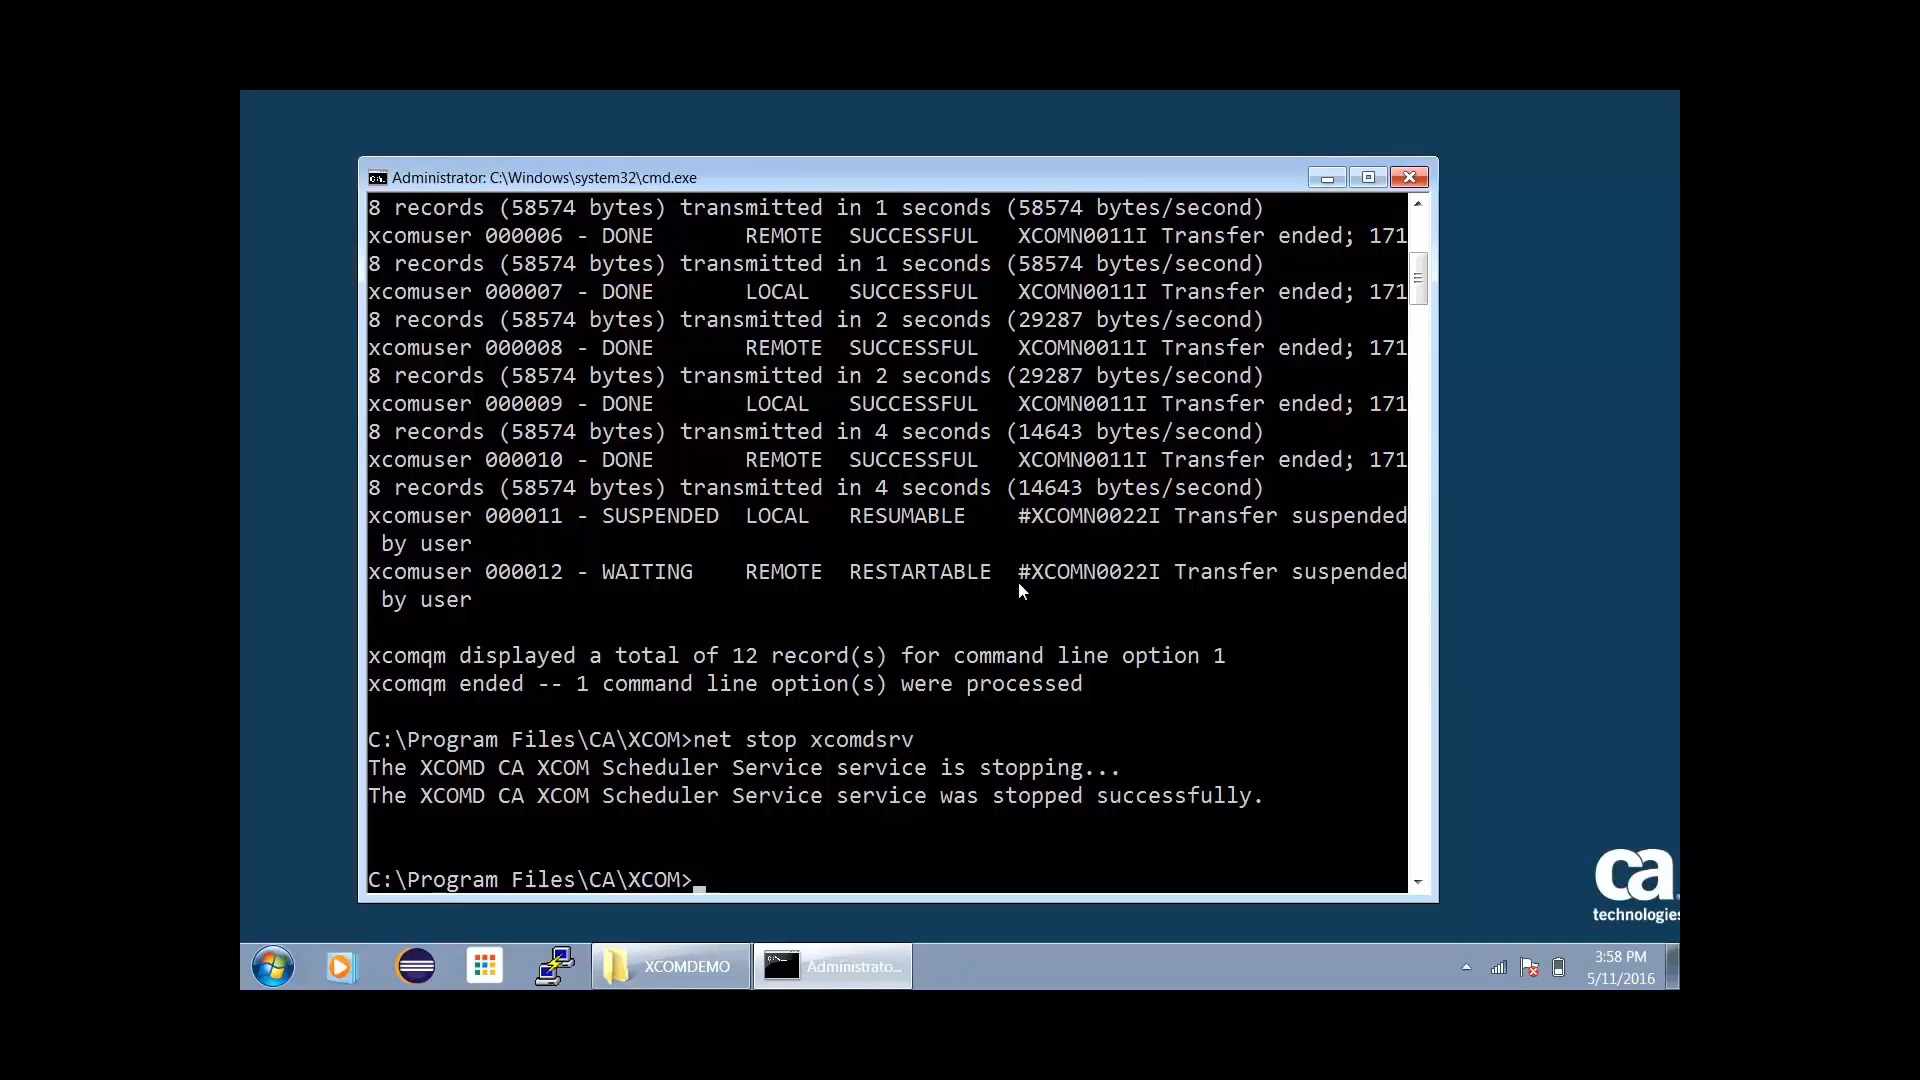 Administrator: C:\Windows\system32\cmd.exe
8 records (58574 bytes) transmitted in 1 seconds (58574 bytes/second)
xcomuser 000006 - DONE REMOTE SUCCESSFUL XCOMN0011I Transfer ended; 171
8 records (58574 bytes) transmitted in 1 seconds (58574 bytes/second)
xcomuser 000007 - DONE LOCAL SUCCESSFUL XCOMN0011I Transfer ended; 171
8 records (58574 bytes) transmitted in 2 seconds (29287 bytes/second)
xcomuser 000008 - DONE REMOTE SUCCESSFUL XCOMN0011I Transfer ended; 171
8 records (58574 bytes) transmitted in 2 seconds (29287 bytes/second)
xcomuser 000009 - DONE LOCAL SUCCESSFUL XCOMN0011I Transfer ended; 171
8 records (58574 bytes) transmitted in 4 seconds (14643 bytes/second)
xcomuser 000010 - DONE REMOTE SUCCESSFUL XCOMN0011I Transfer ended; 171
8 records (58574 bytes) transmitted in 4 seconds (14643 bytes/second)
xcomuser 000011 - SUSPENDED LOCAL RESUMABLE #XCOMN0022I Transfer suspended
by user
xcomuser 000012 - WAITING REMOTE RESTARTABLE #XCOMN0022I Transfer suspended
by user
xcomqm displayed a total of 12 record(s) for command line option 1
xcomqm ended -- 1 command line option(s) were processed
C:\Program Files\CA\XCOM>net stop xcomdsrv
The XCOMD CA XCOM Scheduler Service service is stopping...
The XCOMD CA XCOM Scheduler Service service was stopped successfully.
C:\Program Files\CA\XCOM>
ca
technologies
XCOMDEMO
Administrato...
3:58 PM
5/11/2016